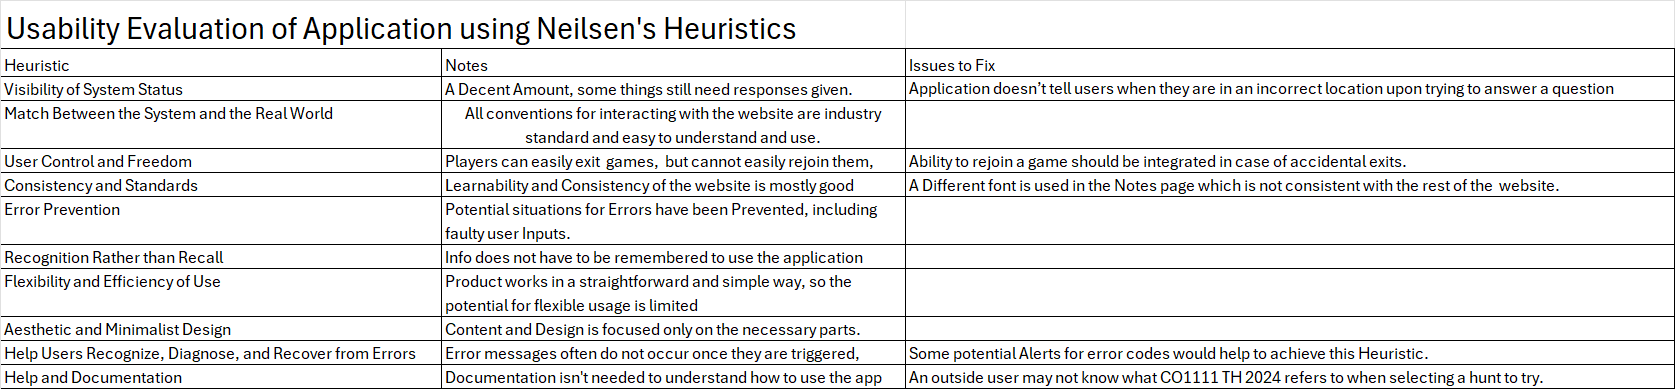 Usability Evaluation of Application using Neilsen's Heuristics
Heuristic Notes Issues to Fix
Visibility of System Status A Decent Amount, some things still need responses given. Application doesn't tell users when they are in an incorrect location upon trying to answer a question
Match Between the System and the Real World All conventions for interacting with the website are industry
standard and easy to understand and use.
User Control and Freedom Players can easily exit games, but cannot easily rejoin them, Ability to rejoin a game should be integrated in case of accidental exits.
Consistency and Standards Learnability and Consistency of the website is mostly good A Different font is used in the Notes page which is not consistent with the rest of the website.
Error Prevention Potential situations for Errors have been Prevented, including
faulty user Inputs.
Recognition Rather than Recall Info does not have to be remembered to use the application
Flexibility and Efficiency of Use Product works in a straightforward and simple way, so the
potential for flexible usage is limited
Aesthetic and Minimalist Design Content and Design is focused only on the necessary parts.
Help Users Recognize, Diagnose, and Recover from Errors Error messages often do not occur once they are triggered, Some potential Alerts for error codes would help to achieve this Heuristic.
Help and Documentation Documentation isn't needed to understand how to use the app An outside user may not know what CO1111 TH 2024 refers to when selecting a hunt to try.